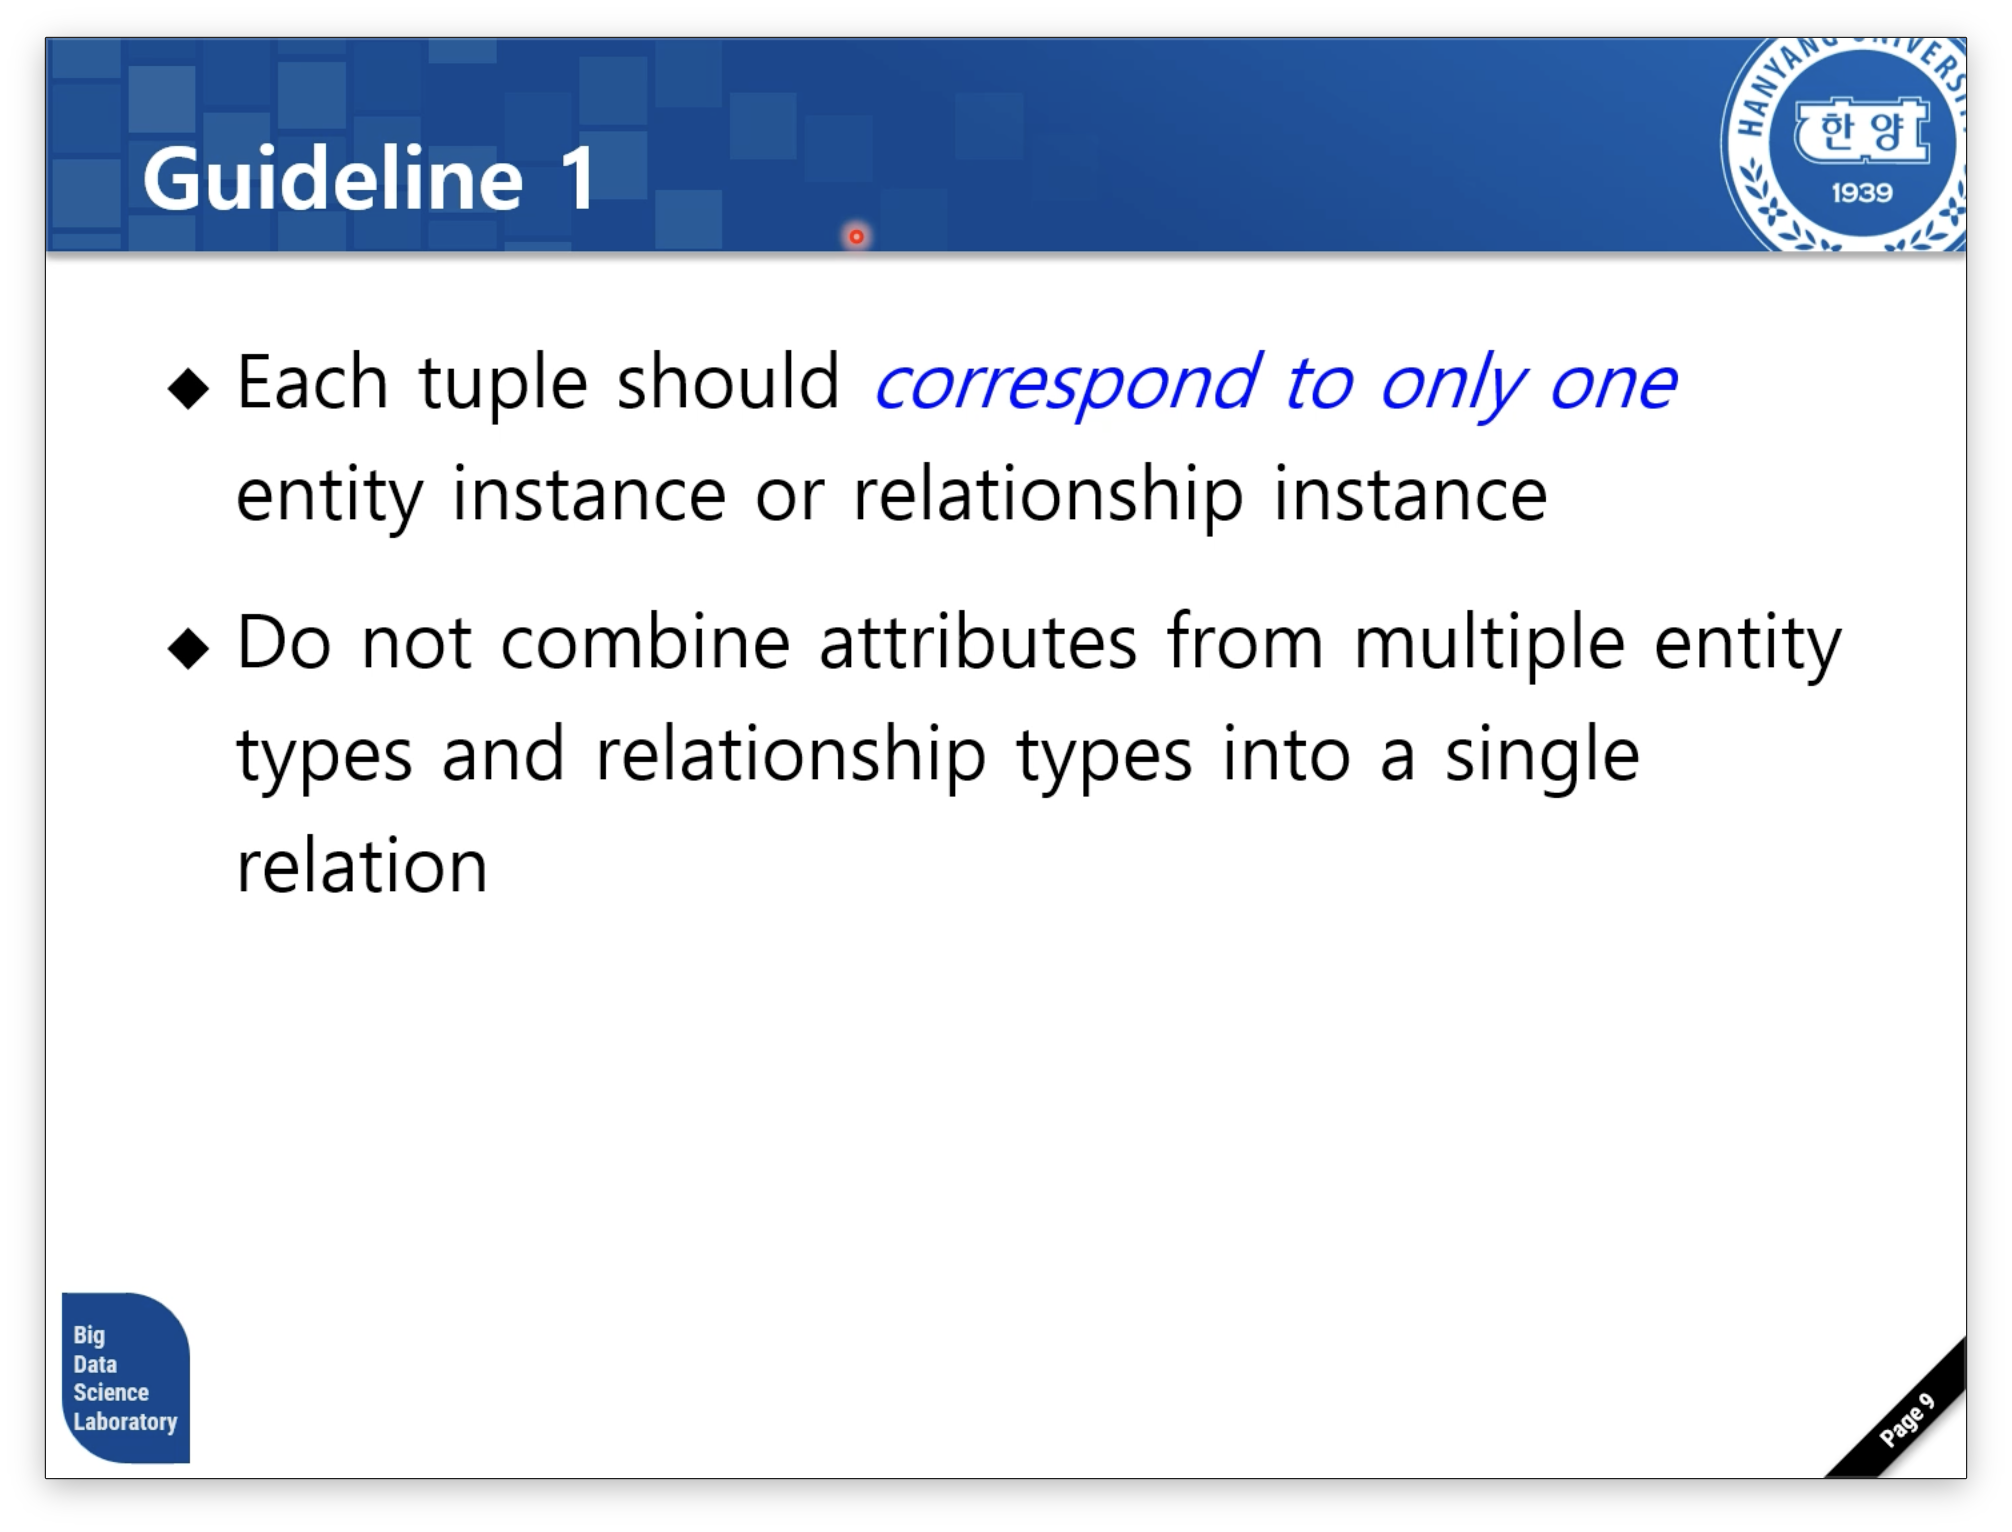 Guideline 1
HANYANG UNIVERSITY
한양
1939
◆ Each tuple should correspond to only one
entity instance or relationship instance
◆ Do not combine attributes from multiple entity
types and relationship types into a single
relation
Big
Data
Science
Laboratory
Page 9